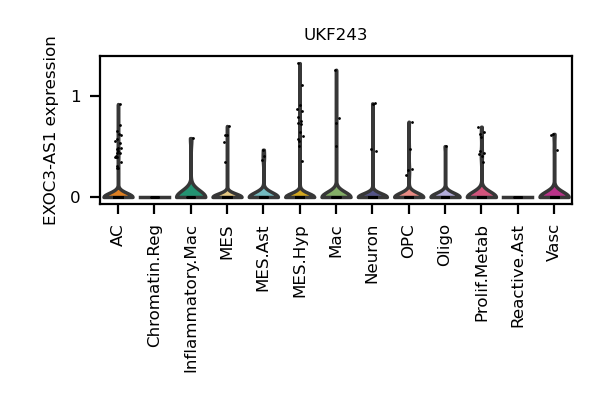 UKF243
EXOC3-AS1 expression
1
0
AC
Chromatin.Reg
Inflammatory.Mac
MES
MES.Ast
MES.Hyp
Mac
Neuron
OPC
Oligo
Prolif.Metab
Reactive.Ast
Vasc